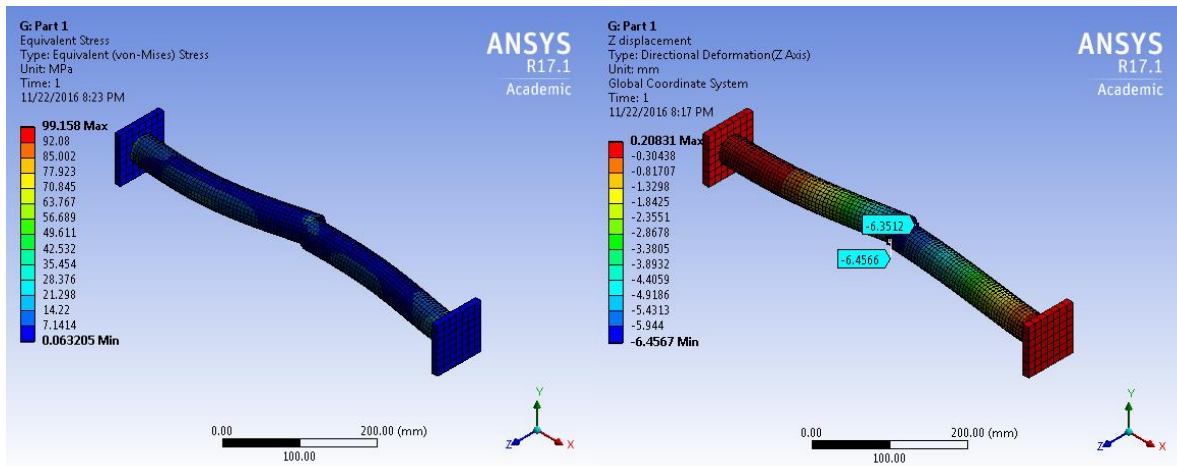 G: Part 1
Equivalent Stress
Type: Equivalent (von-Mises) Stress
Unit: MPa
Time: 1
11/22/2016 8:23 PM
ANSYS
R17.1
Academic
99.158 Max
92.08
85.002
77.923
70.845
63.767
56.689
49.611
42.532
35.454
28.376
21.298
14.22
7.1414
0.063205 Min
0.00
200.00 (mm)
100.00
Y
Z
X
G: Part 1
Z displacement
Type: Directional Deformation(Z Axis)
Unit: mm
Global Coordinate System
Time: 1
11/22/2016 8:17 PM
ANSYS
R17.1
Academic
0.20831 Max
-0.30438
-0.81707
-1.3298
-1.8425
-2.3551
-2.8678
-3.3805
-3.8932
-4.4059
-4.9186
-5.4313
-5.944
-6.4567 Min
-6.3512
-6.4566
0.00
200.00 (mm)
100.00
Y
Z
X